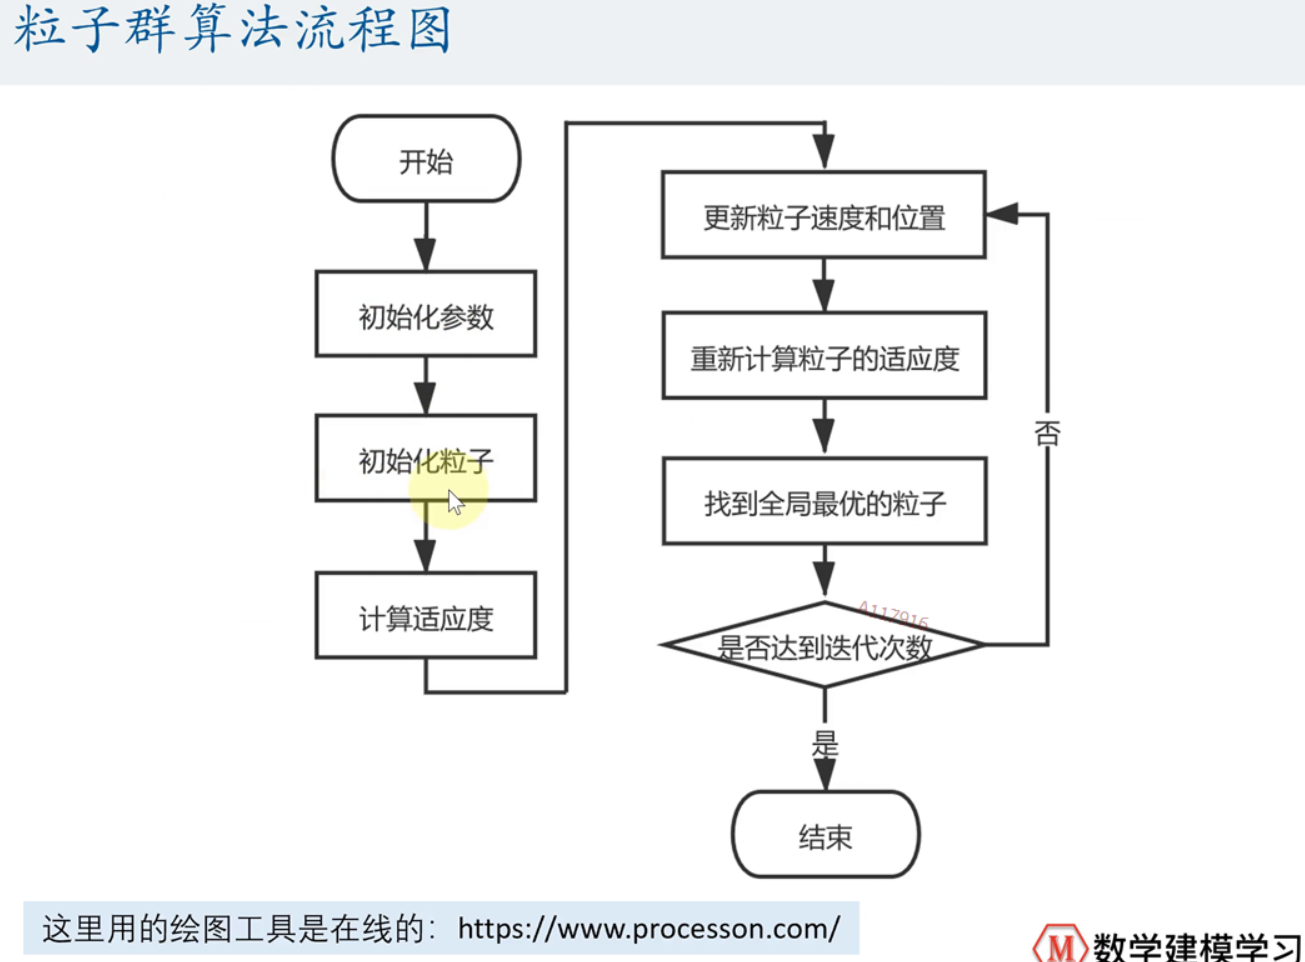 粒子群算法流程图
开始
初始化参数
初始化粒子
计算适应度
更新粒子速度和位置
重新计算粒子的适应度
找到全局最优的粒子
A117916
是否达到迭代次数
否
是
结束
这里用的绘图工具是在线的：https://www.processon.com/
M 数学建模学习